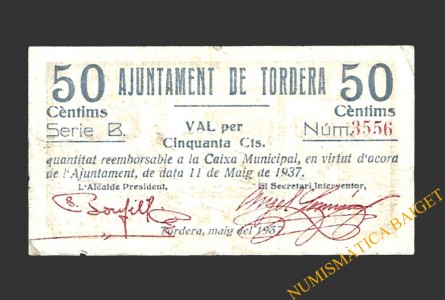 50 AJUNTAMENT DE TORDERA 50
Cèntims Cèntims
Serie B. VAL per Núm. 3556
Cinquanta Cts.
quantitat reemborsable a la Caixa Municipal, en virtut d'acord
de l'Ajuntament, de data 11 de Maig de 1937.
L'Alcalde President, El Secretari Interventor,
Tordera, maig del 1937
NUMISMÀTICA BAIGET